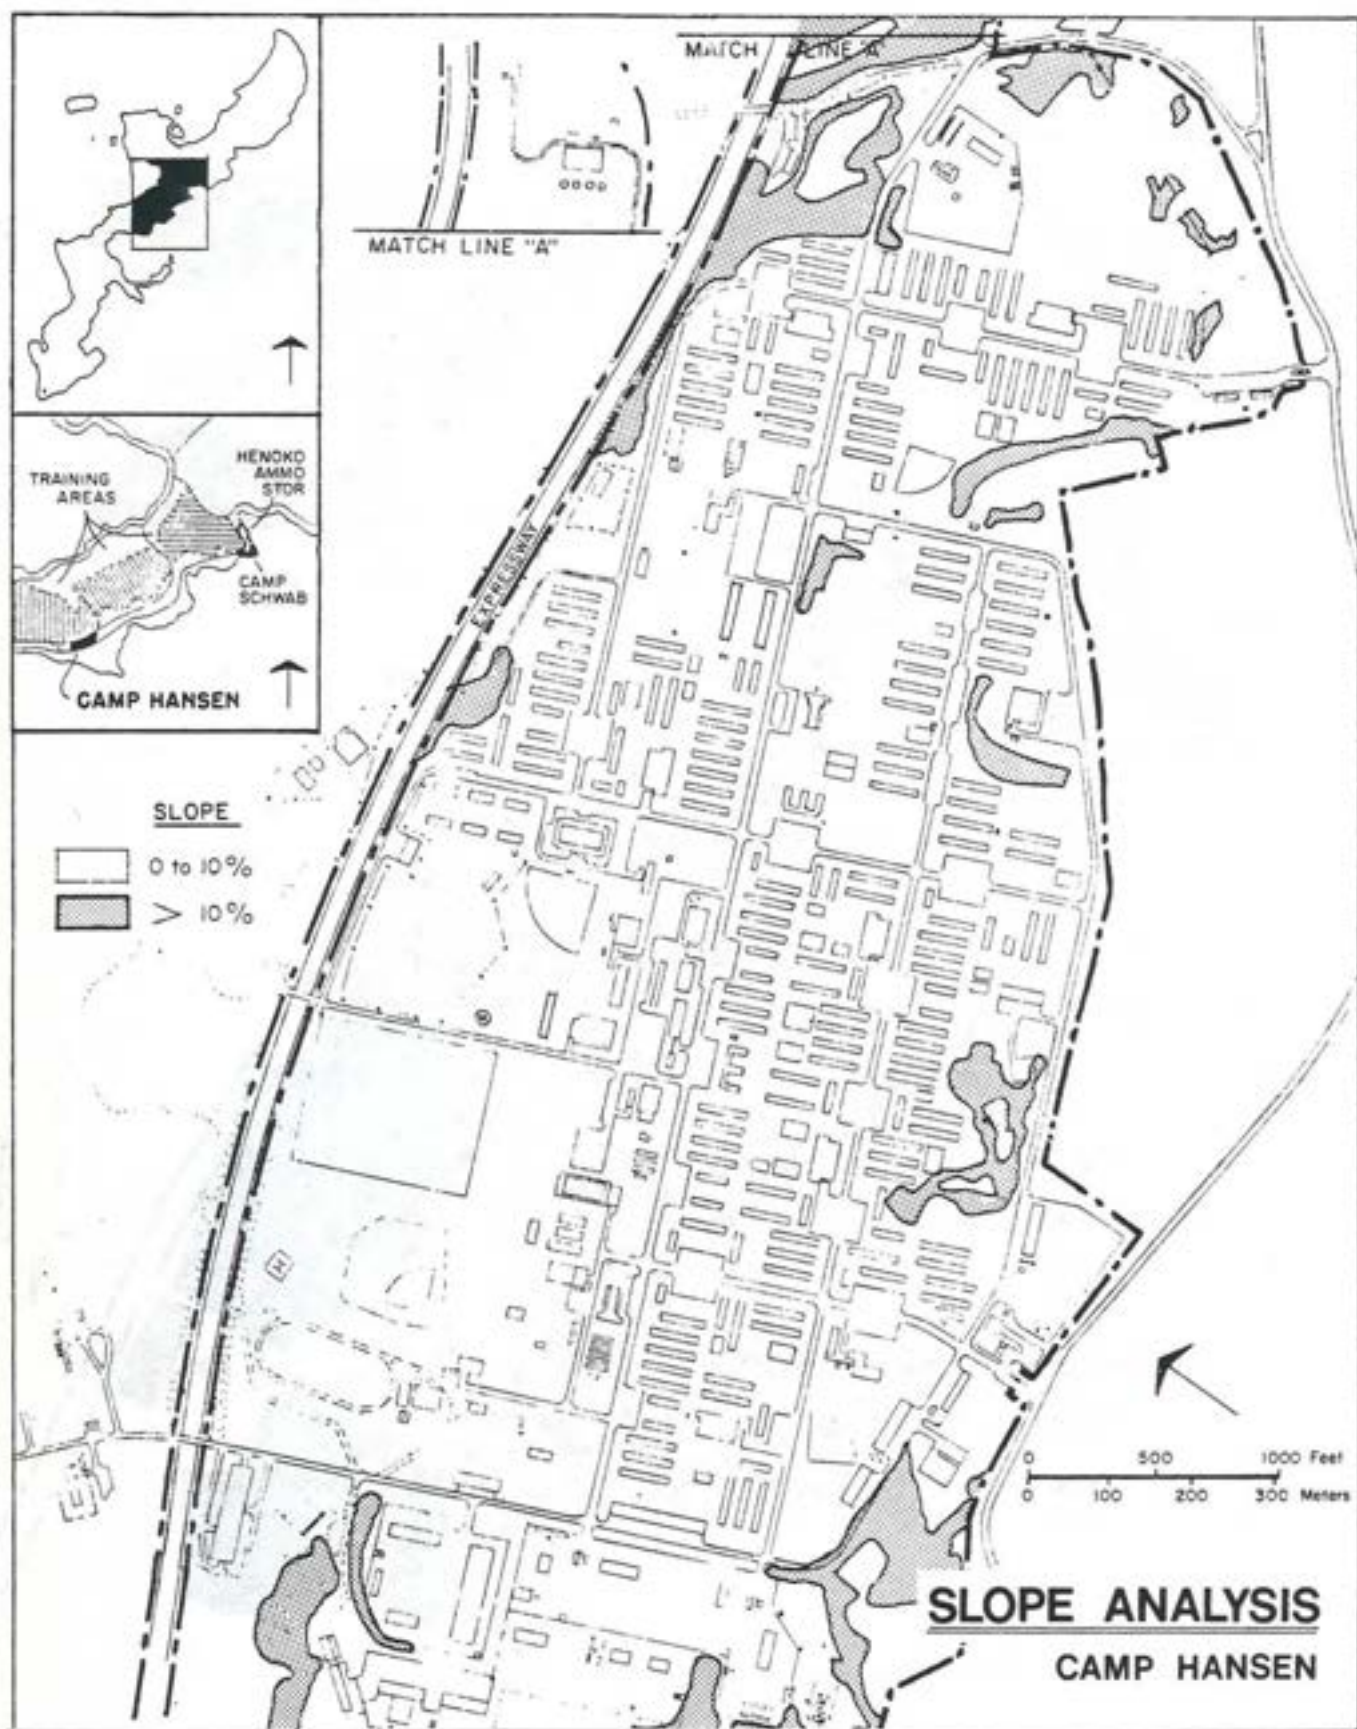 MATCH LINE "A"
MATCH LINE "A"
TRAINING
AREAS
HENOKO
AMMO
STOR
CAMP
SCHWAB
CAMP HANSEN
EXPRESSWAY
SLOPE
0 to 10%
> 10%
H
0 500 1000 Feet
0 100 200 300 Meters
SLOPE ANALYSIS
CAMP HANSEN